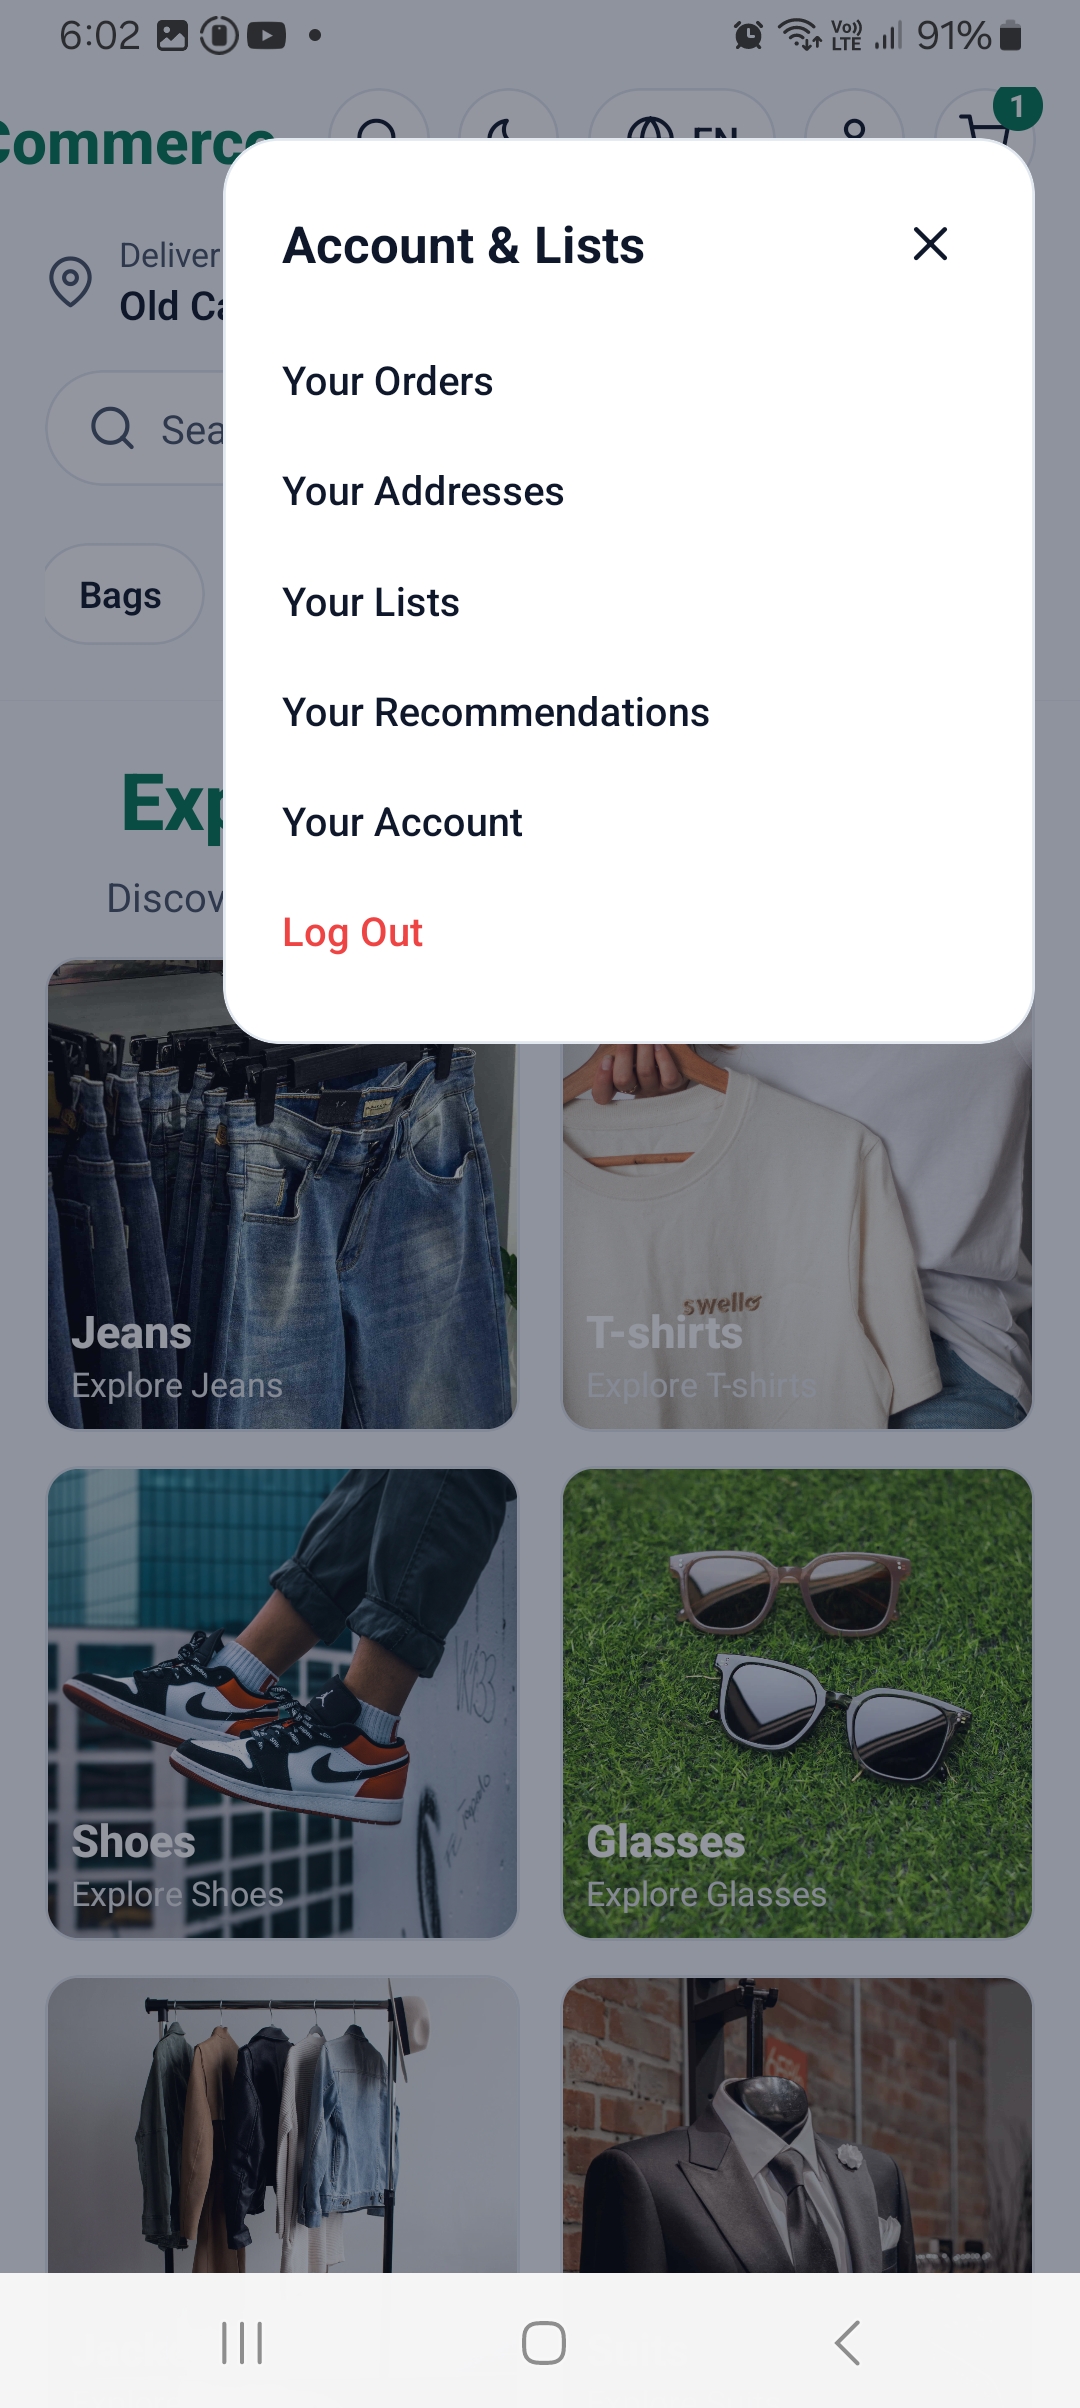 6:02
Vo))
LTE
91%
Commerce
EN
1
Deliver
Old Ca
Sea
Bags
Account & Lists
Your Orders
Your Addresses
Your Lists
Your Recommendations
Your Account
Log Out
Exp
Discov
swello
Jeans
Explore Jeans
T-shirts
Explore T-shirts
Shoes
Explore Shoes
Glasses
Explore Glasses